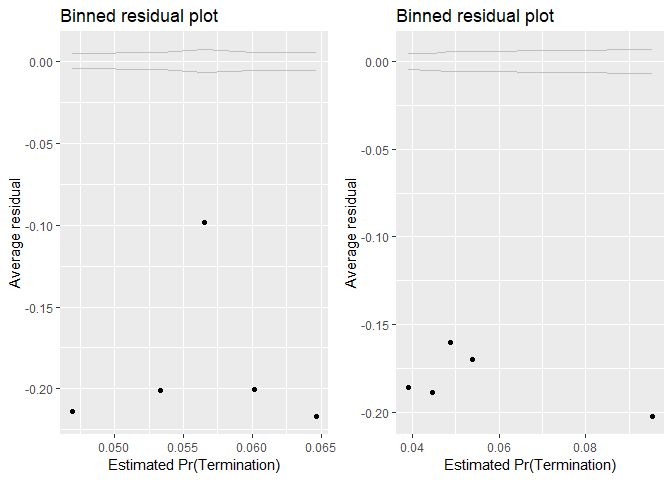 Binned residual plot
0.00
-0.05
-0.10
-0.15
-0.20
Average residual
0.050
0.055
0.060
0.065
Estimated Pr(Termination)
Binned residual plot
0.00
-0.05
-0.10
-0.15
-0.20
Average residual
0.04
0.06
0.08
Estimated Pr(Termination)